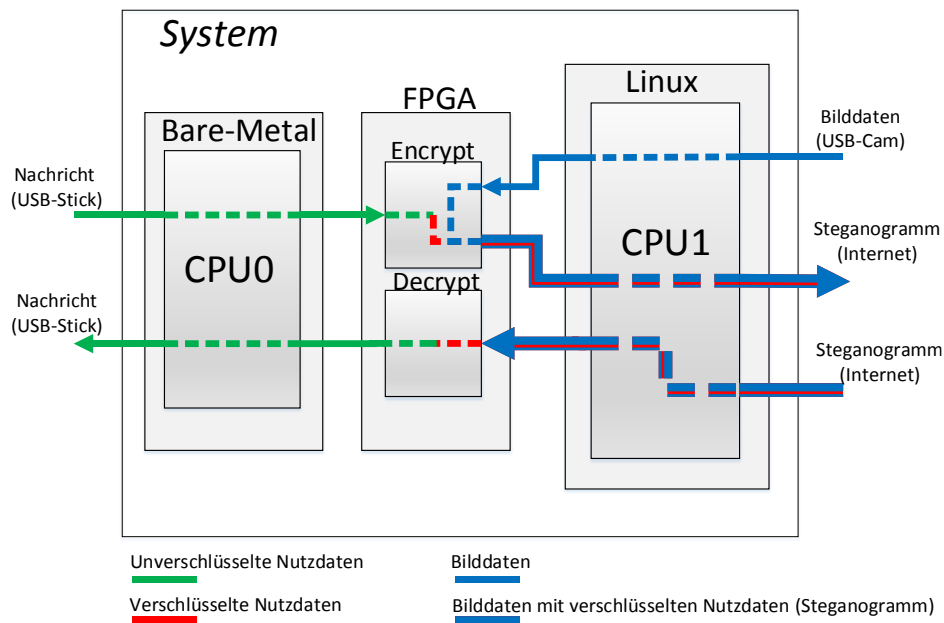 System
Linux
FPGA
Bare-Metal
Bilddaten
(USB-Cam)
Encrypt
Nachricht
(USB-Stick)
Steganogramm
(Internet)
CPU0
CPU1
Decrypt
Nachricht
(USB-Stick)
Steganogramm
(Internet)
Unverschlüsselte Nutzdaten
Bilddaten
Verschlüsselte Nutzdaten
Bilddaten mit verschlüsselten Nutzdaten (Steganogramm)